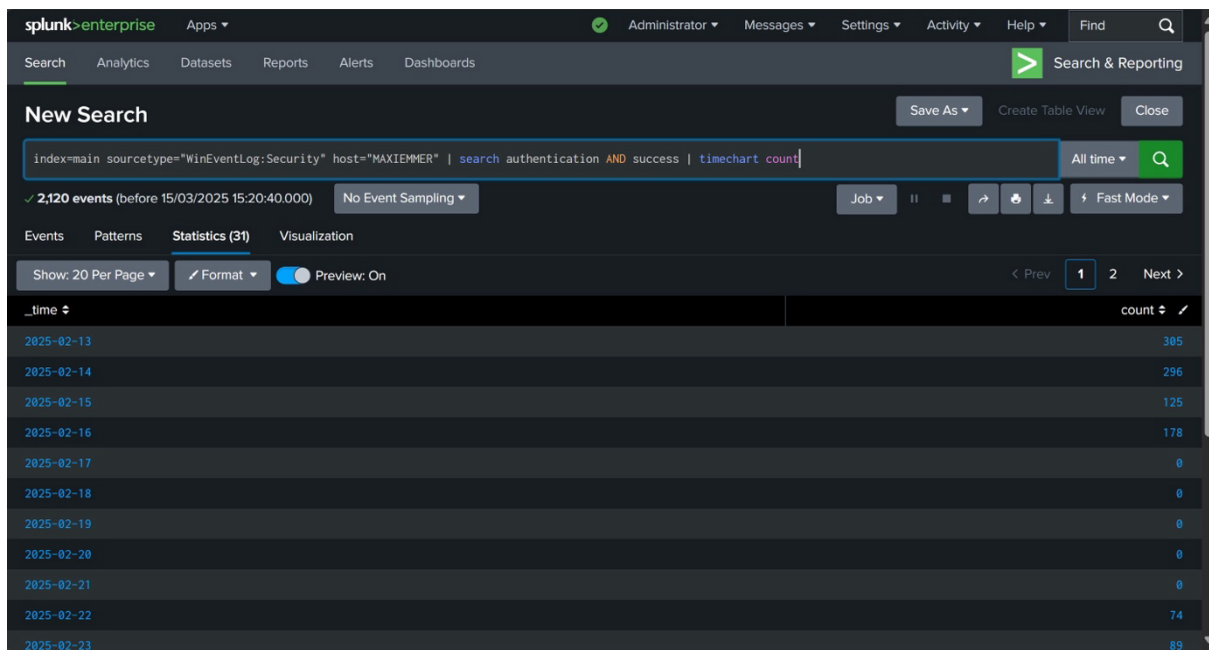 splunk>enterprise Apps Administrator Messages Settings Activity Help Find
Search Analytics Datasets Reports Alerts Dashboards > Search & Reporting
New Search Save As Create Table View Close
index=main sourcetype="WinEventLog:Security" host="MAXIEMMER" | search authentication AND success | timechart count All time
✓ 2,120 events (before 15/03/2025 15:20:40.000) No Event Sampling Job Fast Mode
Events Patterns Statistics (31) Visualization
Show: 20 Per Page Format Preview: On < Prev 1 2 Next >
_time count
2025-02-13 305
2025-02-14 296
2025-02-15 125
2025-02-16 178
2025-02-17 0
2025-02-18 0
2025-02-19 0
2025-02-20 0
2025-02-21 0
2025-02-22 74
2025-02-23 89